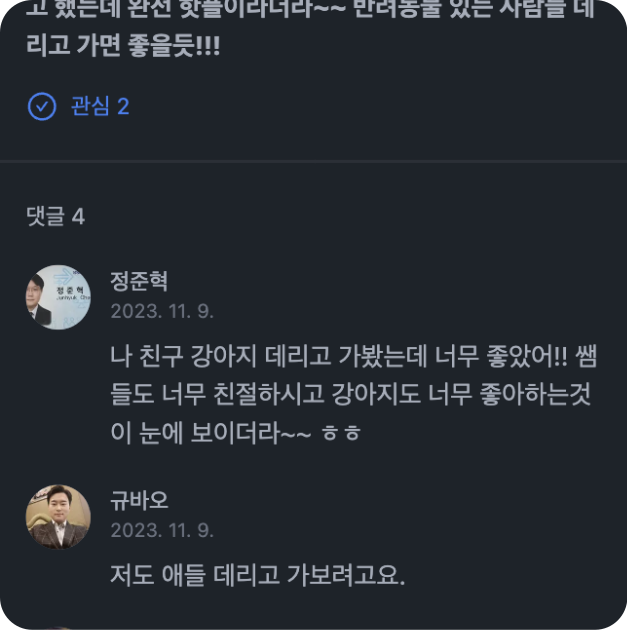 고 했는데 완전 핫플이라더라~~ 반려동물 있는 사람들 데
리고 가면 좋을듯!!!
관심 2
댓글 4
정준혁
정준혁
2023. 11. 9.
나 친구 강아지 데리고 가봤는데 너무 좋았어!! 쌤
들도 너무 친절하시고 강아지도 너무 좋아하는것
이 눈에 보이더라~~ ㅎㅎ
규바오
2023. 11. 9.
저도 애들 데리고 가보려고요.